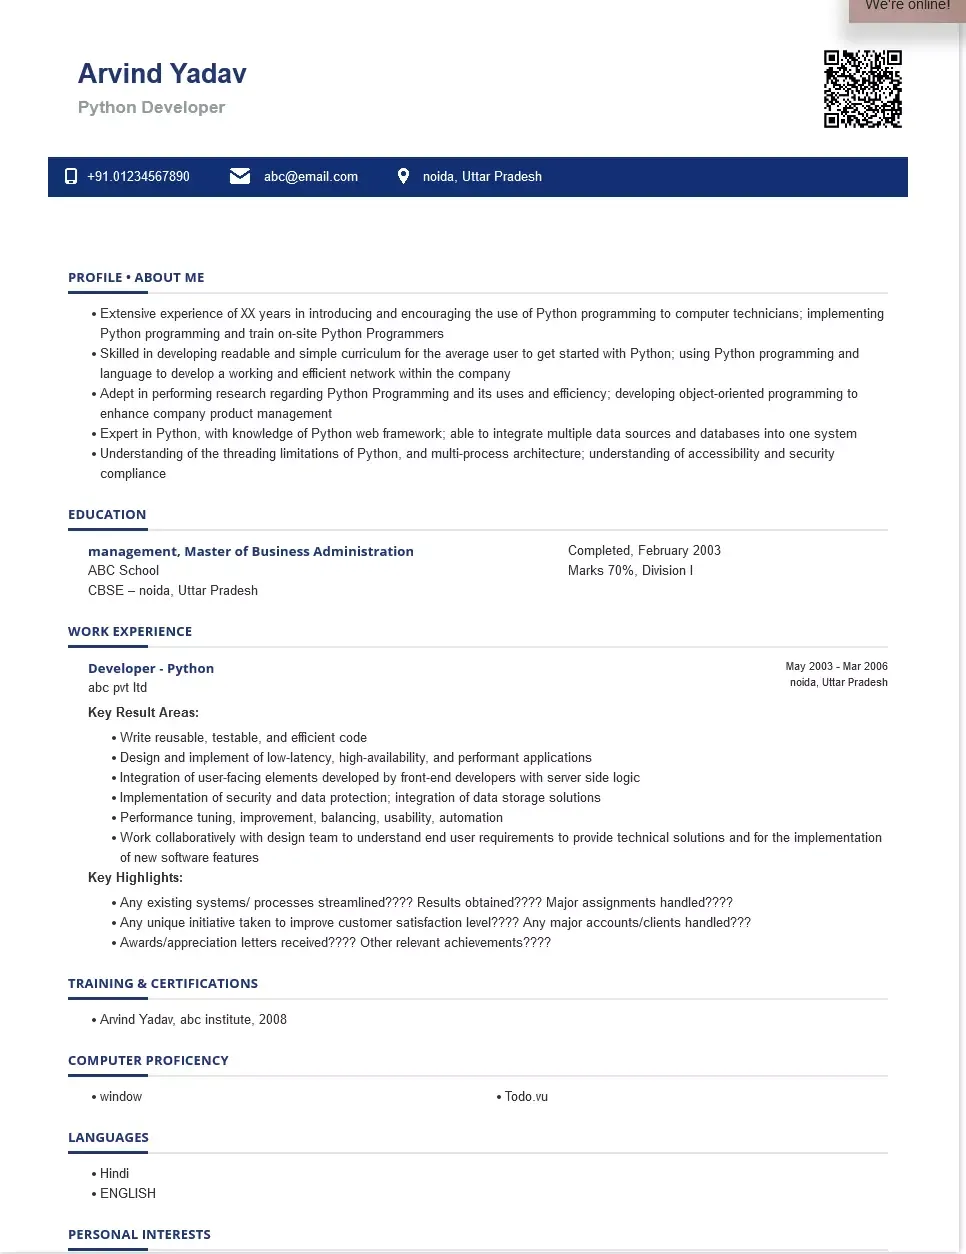 We're online!
Arvind Yadav
Python Developer
+91.01234567890 abc@email.com noida, Uttar Pradesh
PROFILE • ABOUT ME
• Extensive experience of XX years in introducing and encouraging the use of Python programming to computer technicians; implementing
Python programming and train on-site Python Programmers
• Skilled in developing readable and simple curriculum for the average user to get started with Python; using Python programming and
language to develop a working and efficient network within the company
• Adept in performing research regarding Python Programming and its uses and efficiency; developing object-oriented programming to
enhance company product management
• Expert in Python, with knowledge of Python web framework; able to integrate multiple data sources and databases into one system
• Understanding of the threading limitations of Python, and multi-process architecture; understanding of accessibility and security
compliance
EDUCATION
management, Master of Business Administration Completed, February 2003
ABC School Marks 70%, Division I
CBSE – noida, Uttar Pradesh
WORK EXPERIENCE
Developer - Python May 2003 - Mar 2006
abc pvt ltd noida, Uttar Pradesh
Key Result Areas:
• Write reusable, testable, and efficient code
• Design and implement of low-latency, high-availability, and performant applications
• Integration of user-facing elements developed by front-end developers with server side logic
• Implementation of security and data protection; integration of data storage solutions
• Performance tuning, improvement, balancing, usability, automation
• Work collaboratively with design team to understand end user requirements to provide technical solutions and for the implementation
of new software features
Key Highlights:
• Any existing systems/ processes streamlined???? Results obtained???? Major assignments handled????
• Any unique initiative taken to improve customer satisfaction level???? Any major accounts/clients handled???
• Awards/appreciation letters received???? Other relevant achievements????
TRAINING & CERTIFICATIONS
• Arvind Yadav, abc institute, 2008
COMPUTER PROFICENCY
• window • Todo.vu
LANGUAGES
• Hindi
• ENGLISH
PERSONAL INTERESTS